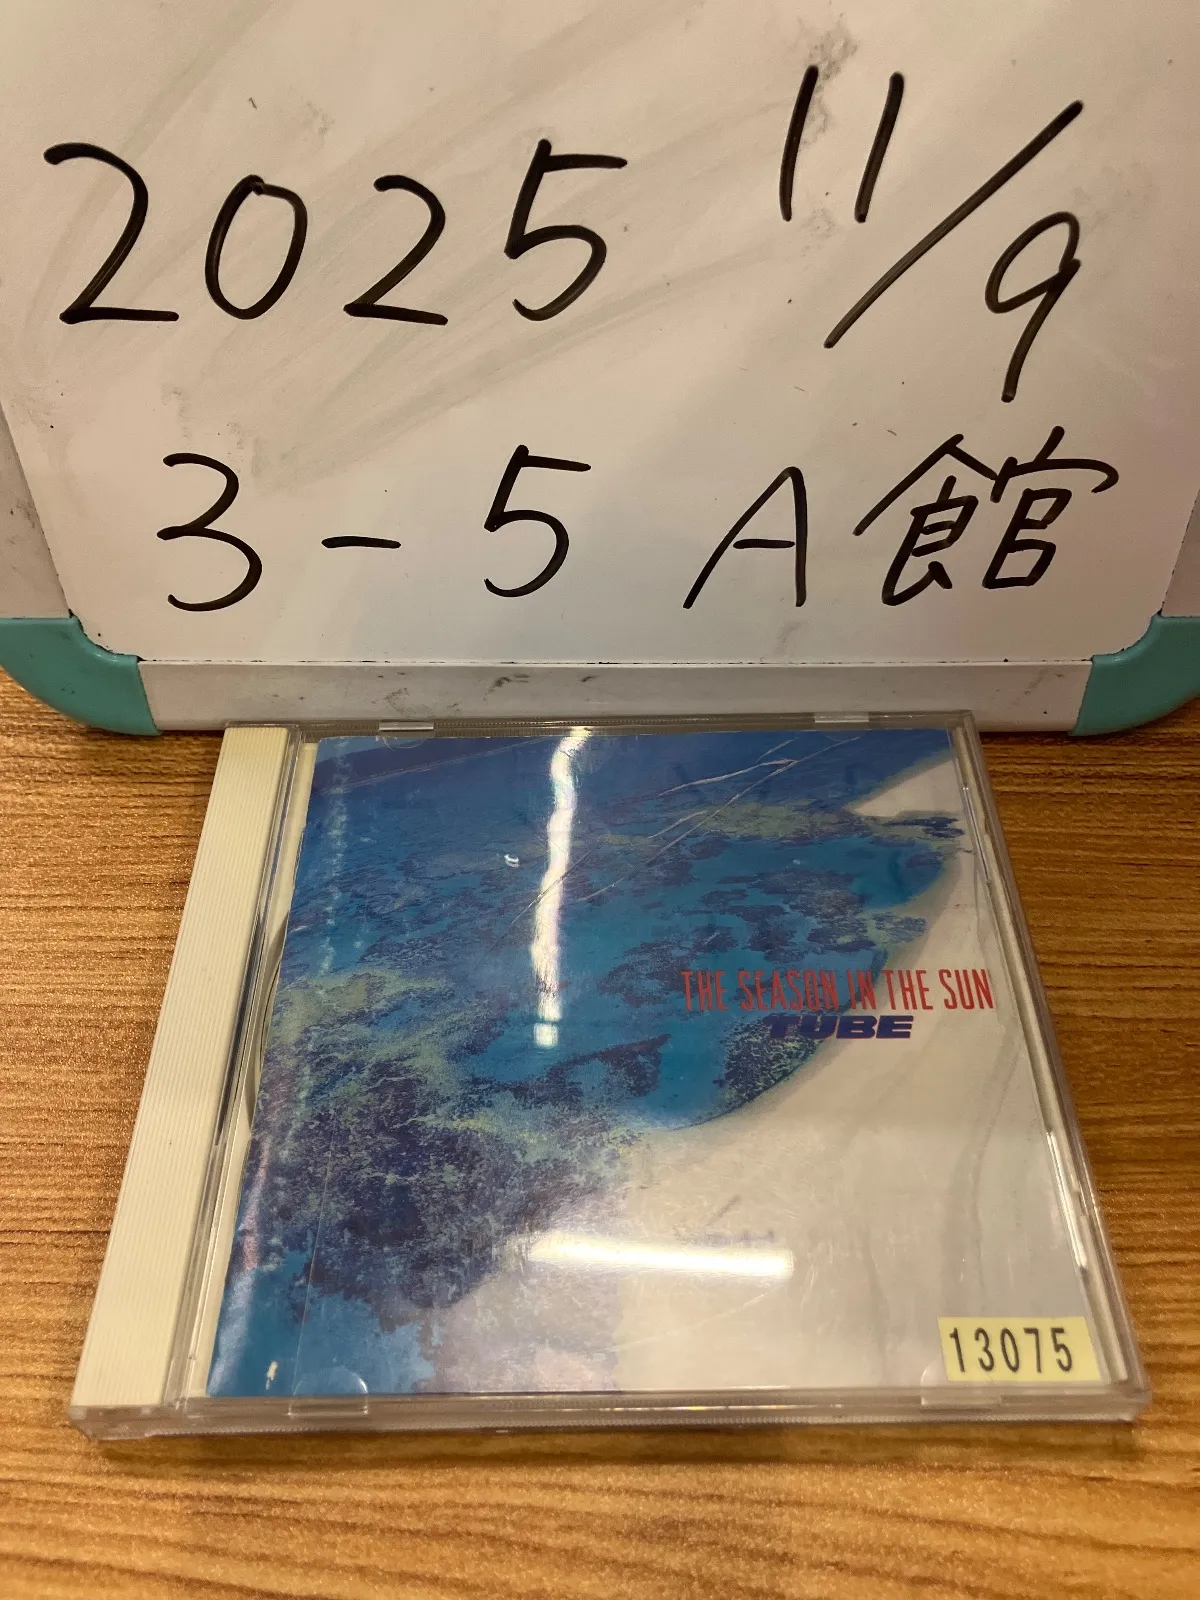 2025 11/9
3-5 A館
THE SEASON IN THE SUN
TUBE
13075